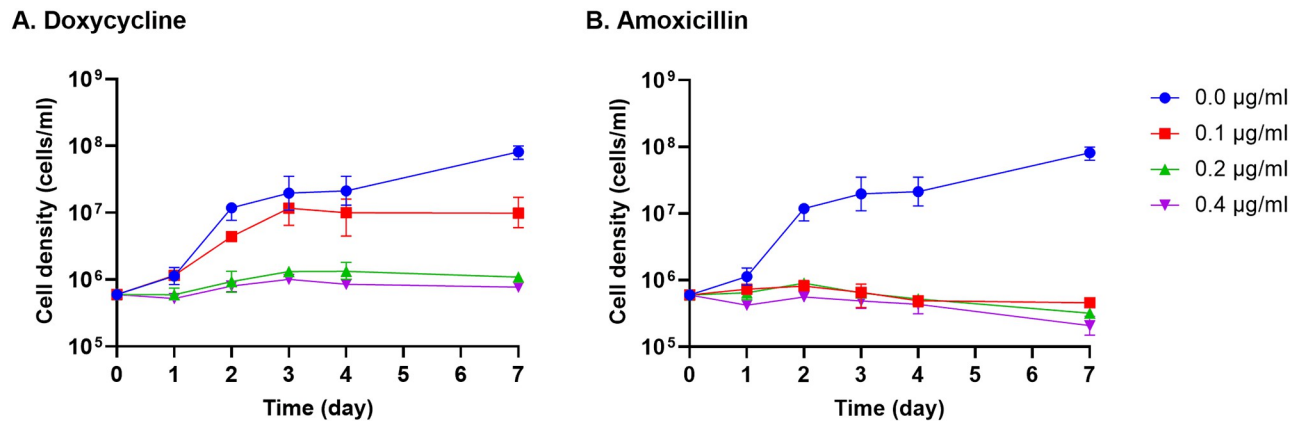 A. Doxycycline
Cell density (cells/ml)
10⁹
10⁸
10⁷
10⁶
10⁵
0 1 2 3 4 5 6 7
Time (day)
B. Amoxicillin
Cell density (cells/ml)
10⁹
10⁸
10⁷
10⁶
10⁵
0 1 2 3 4 5 6 7
Time (day)
0.0 µg/ml
0.1 µg/ml
0.2 µg/ml
0.4 µg/ml